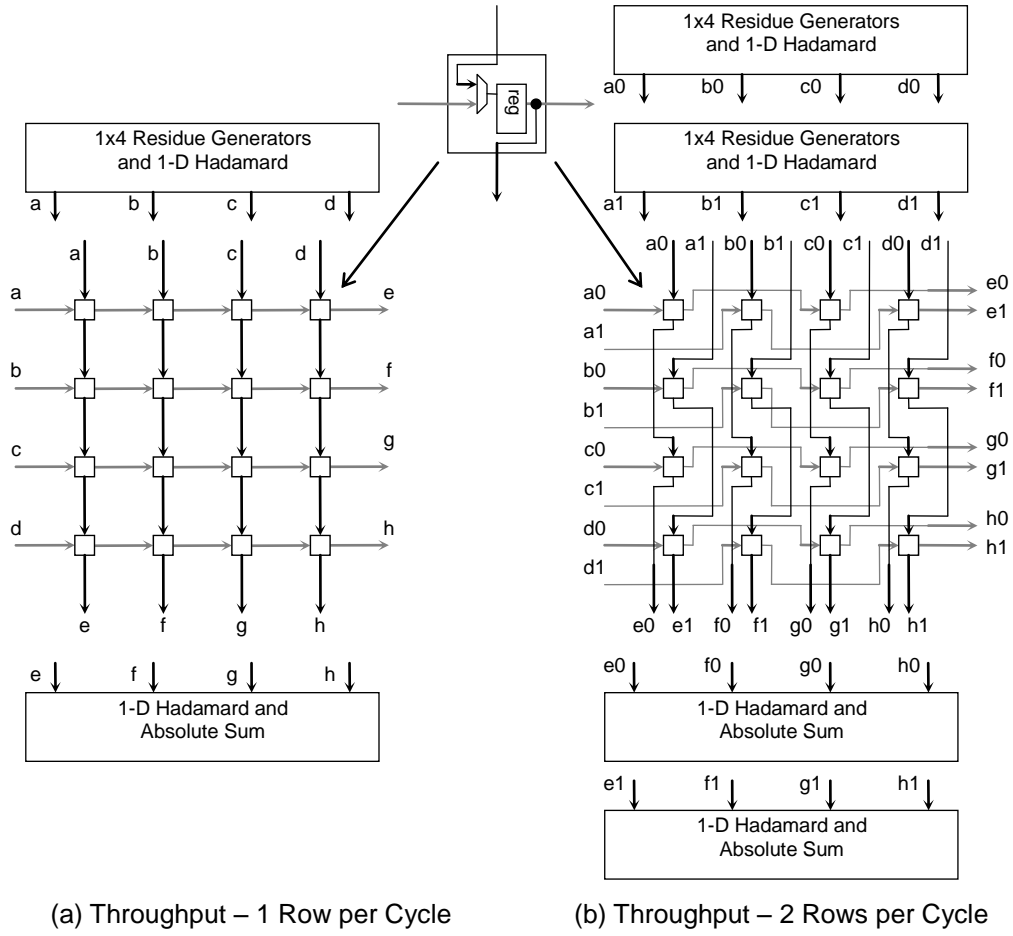 1x4 Residue Generators
and 1-D Hadamard
a0 b0 c0 d0
reg
1x4 Residue Generators
and 1-D Hadamard
a b c d
1x4 Residue Generators
and 1-D Hadamard
a1 b1 c1 d1
a b c d
a0 a1 b0 b1 c0 c1 d0 d1
a e
b f
c g
d h
a0 e0
a1 e1
b0 f0
b1 f1
c0 g0
c1 g1
d0 h0
d1 h1
e f g h
e0 e1 f0 f1 g0 g1 h0 h1
e f g h
1-D Hadamard and
Absolute Sum
e0 f0 g0 h0
1-D Hadamard and
Absolute Sum
e1 f1 g1 h1
1-D Hadamard and
Absolute Sum
(a) Throughput – 1 Row per Cycle
(b) Throughput – 2 Rows per Cycle